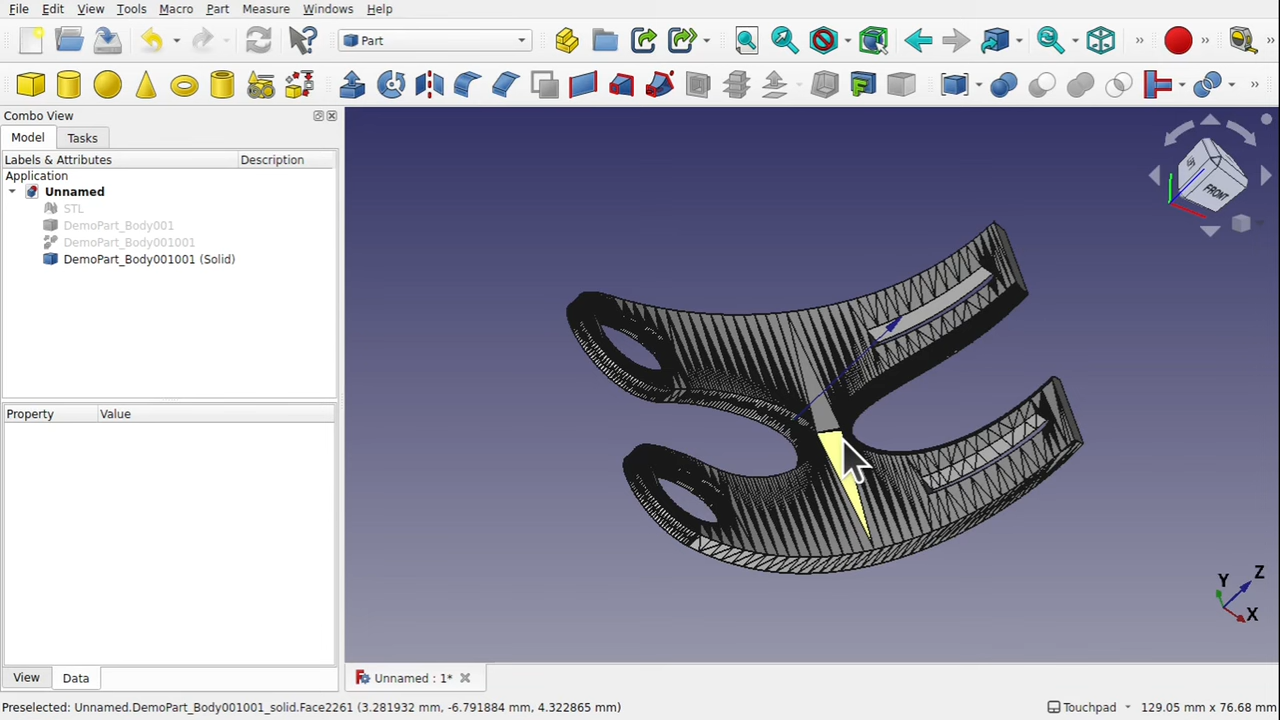 File Edit View Tools Macro Part Measure Windows Help
Part
Combo View
Model Tasks
Labels & Attributes Description
Application
Unnamed
STL
DemoPart_Body001
DemoPart_Body001001
DemoPart_Body001001 (Solid)
Property Value
FRONT
Y Z
X
View Data
Unnamed : 1*
Preselected: Unnamed.DemoPart_Body001001_solid.Face2261 (3.281932 mm, -6.791884 mm, 4.322865 mm) Touchpad 129.05 mm x 76.68 mm